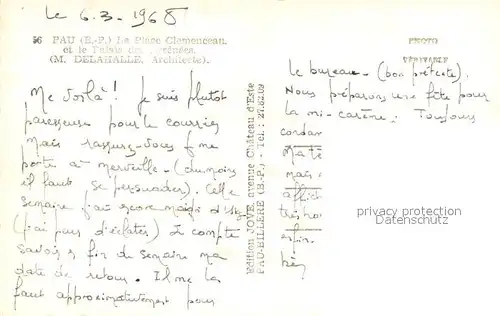 le 6.3-1968
56 PAU (B.-P.) La Place Clemenceau
et le Palais des Pyrénées.
(M. DELAHALLE, Architecte).
Me voilà! Je suis plutôt
paresseuse pour le courrier
mais rassurez-vous je me
porte à merveille - (du moins
il faut se persuader). Cette
semaine j'ai encore maigri d'1kg
(j'ai peur d'éclater) Je compte
savoir fin de semaine ma
date de retour. Il me la
faut approximativement pour
Edition JOVE, avenue Château d'Este
PAU-BILLERE (B.-P.) - Tél. : 27.82.09
PHOTO
VÉRITABLE
le bureau - (bon prétexte).
Nous préparons une fête pour
la mi-carême. Toujours
mais
très
enfin.
privacy protection
Datenschutz